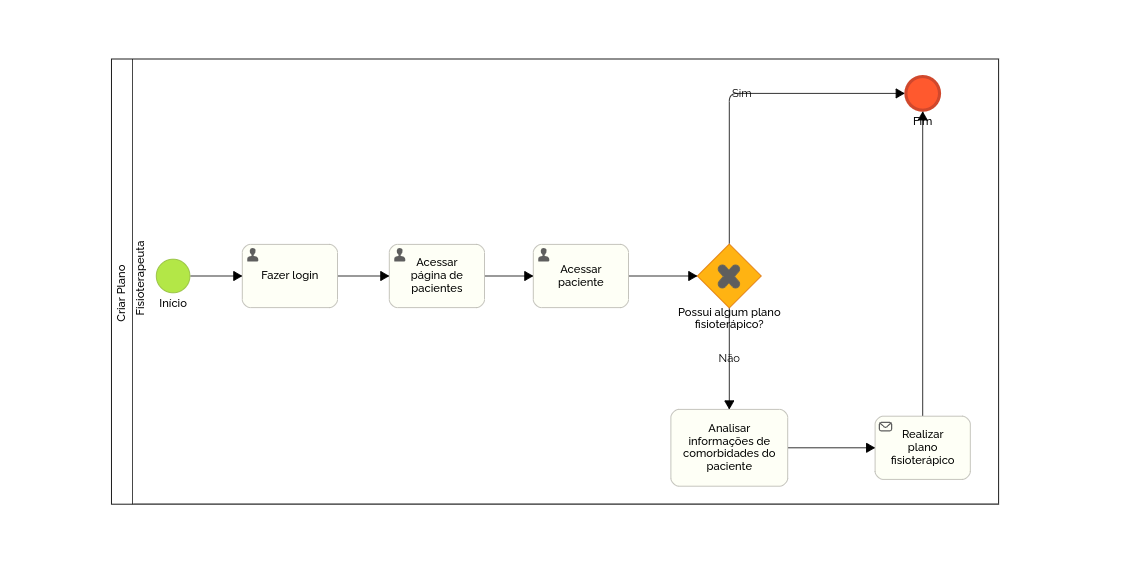 Criar Plano
Fisioterapeuta
Início
Fazer login
Acessar
página de
pacientes
Acessar
paciente
Possui algum plano
fisioterápico?
Sim
Fim
Não
Analisar
informações de
comorbidades do
paciente
Realizar
plano
fisioterápico